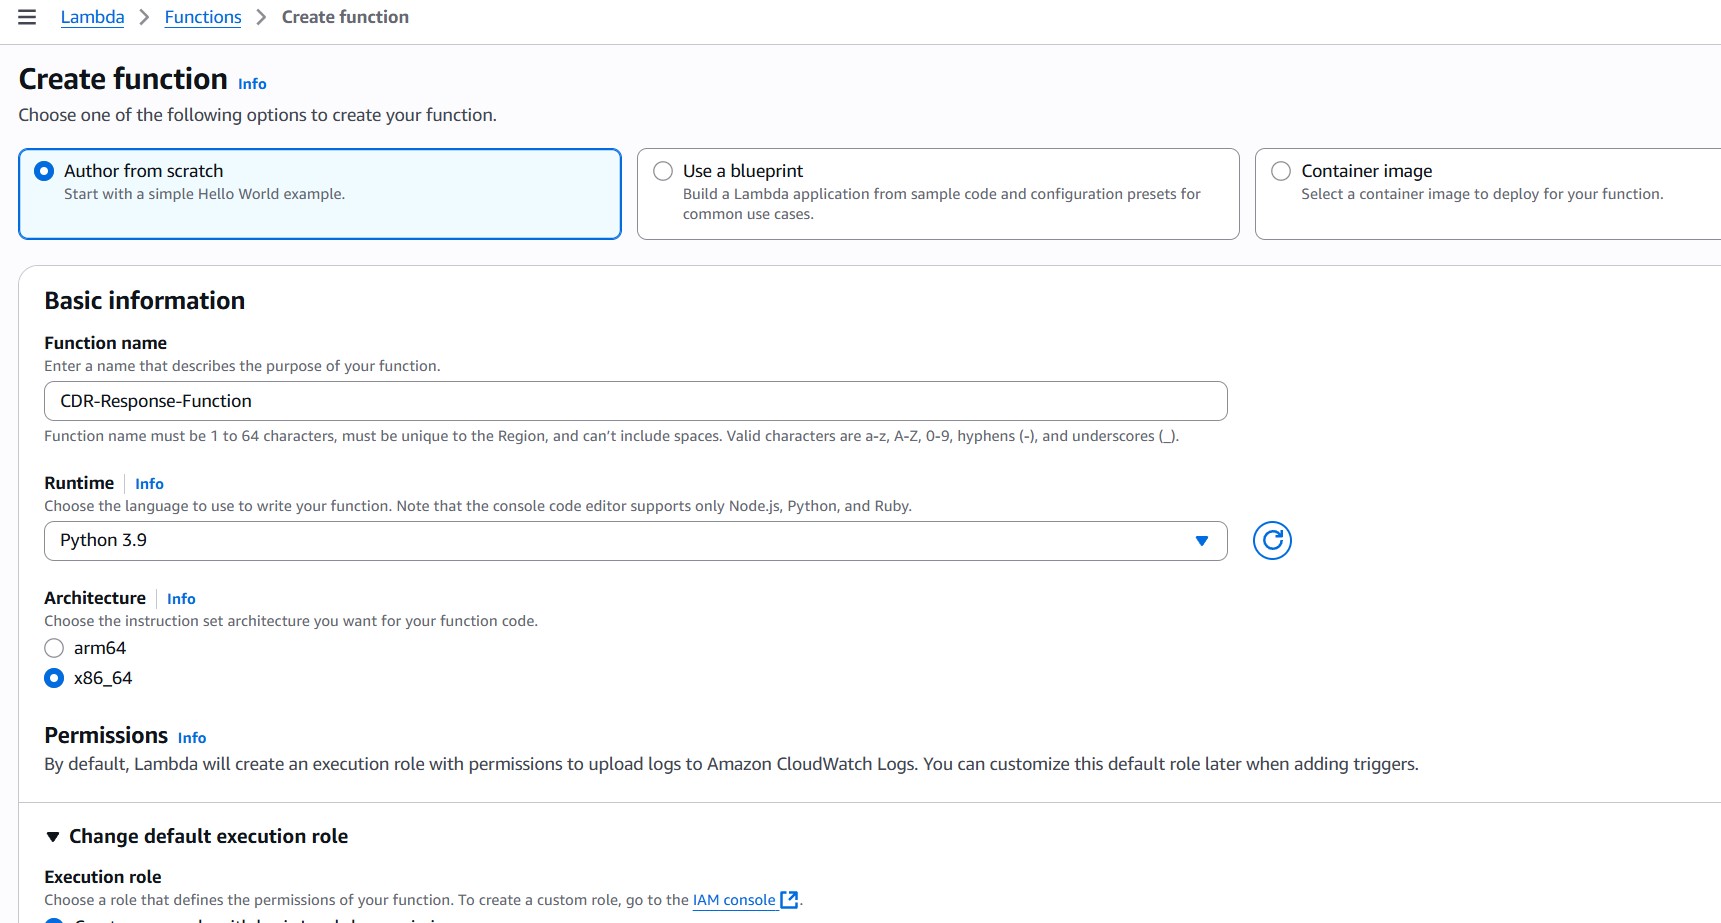 Lambda > Functions > Create function
Create function Info
Choose one of the following options to create your function.
Author from scratch
Start with a simple Hello World example.
Use a blueprint
Build a Lambda application from sample code and configuration presets for
common use cases.
Container image
Select a container image to deploy for your function.
Basic information
Function name
Enter a name that describes the purpose of your function.
CDR-Response-Function
Function name must be 1 to 64 characters, must be unique to the Region, and can’t include spaces. Valid characters are a-z, A-Z, 0-9, hyphens (-), and underscores (_).
Runtime Info
Choose the language to use to write your function. Note that the console code editor supports only Node.js, Python, and Ruby.
Python 3.9
Architecture Info
Choose the instruction set architecture you want for your function code.
arm64
x86_64
Permissions Info
By default, Lambda will create an execution role with permissions to upload logs to Amazon CloudWatch Logs. You can customize this default role later when adding triggers.
Change default execution role
Execution role
Choose a role that defines the permissions of your function. To create a custom role, go to the IAM console.